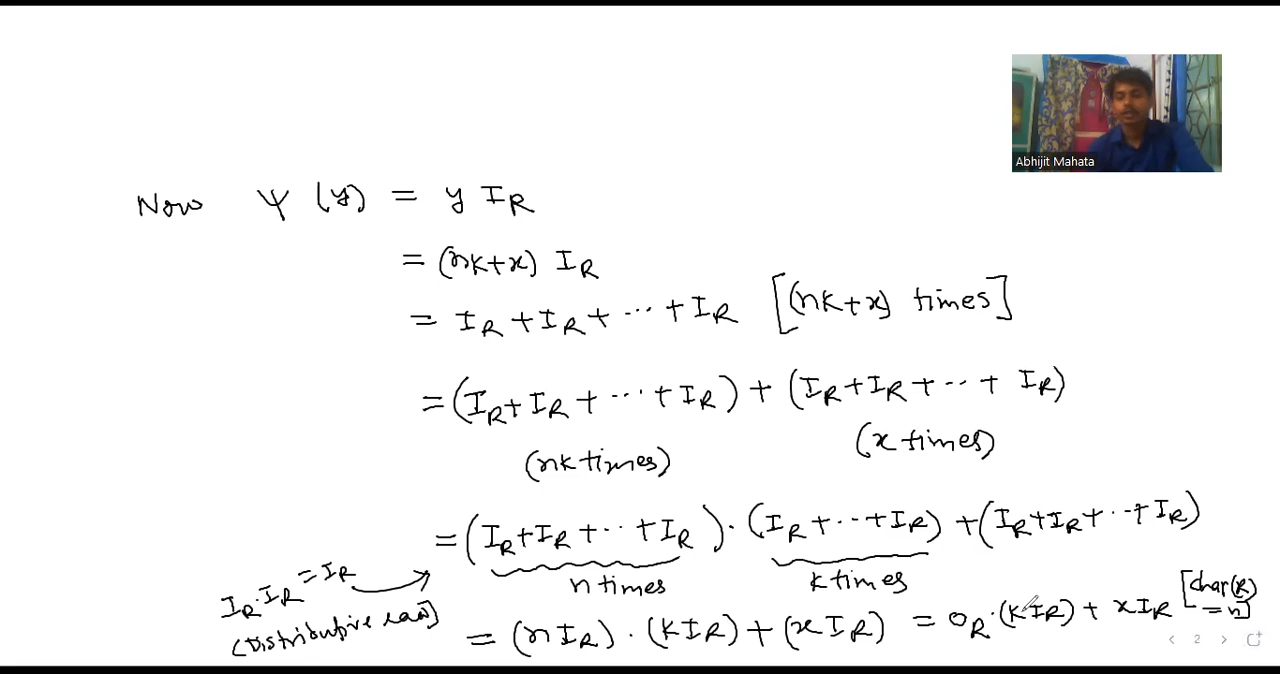 Abhijit Mahata
Now ψ(y) = y I_R
= (nk+x) I_R
= I_R + I_R + ... + I_R [(nk+x) times]
= (I_R + I_R + ... + I_R) + (I_R + I_R + ... + I_R)
(nk times) (x times)
= (I_R + I_R + ... + I_R) · (I_R + ... + I_R) + (I_R + I_R + ... + I_R)
n times k times
I_R · I_R = I_R
(Distributive law)
= (n I_R) · (k I_R) + (x I_R) = 0_R · (k I_R) + x I_R [char(R) = n]
< 2 >